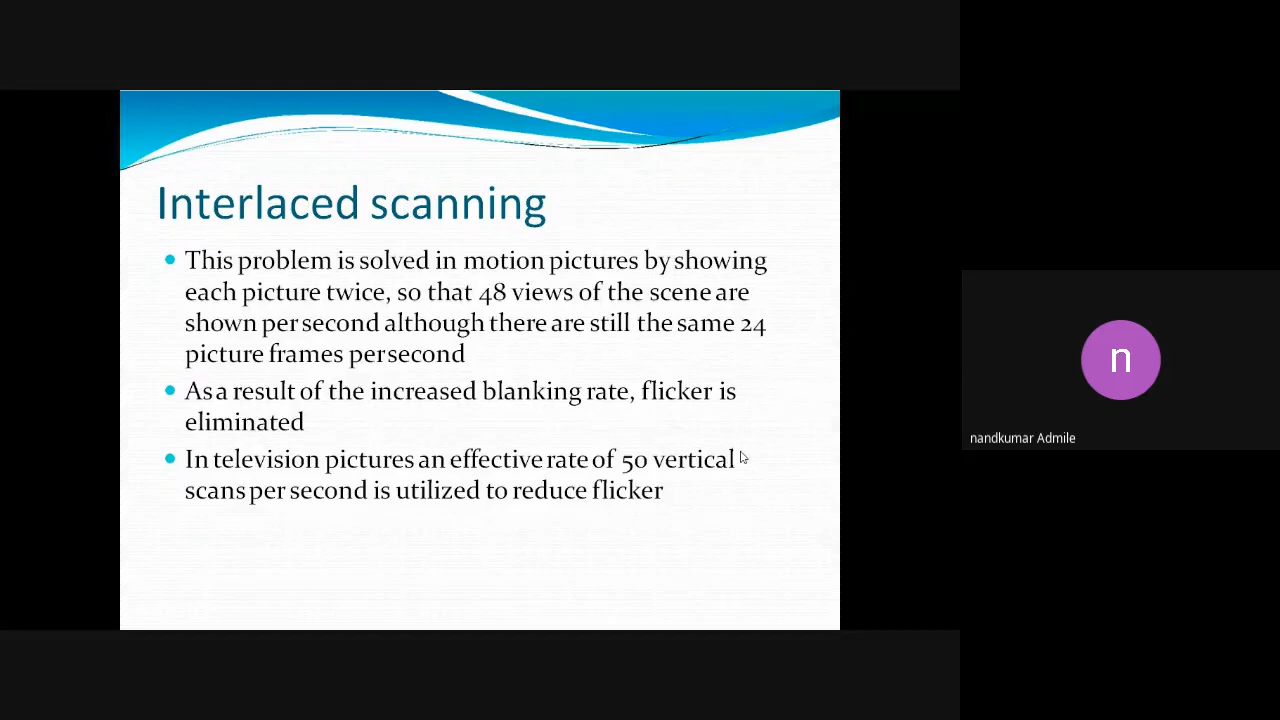 Interlaced scanning
This problem is solved in motion pictures by showing
each picture twice, so that 48 views of the scene are
shown per second although there are still the same 24
picture frames per second
As a result of the increased blanking rate, flicker is
eliminated
In television pictures an effective rate of 50 vertical
scans per second is utilized to reduce flicker
n
nandkumar Admile